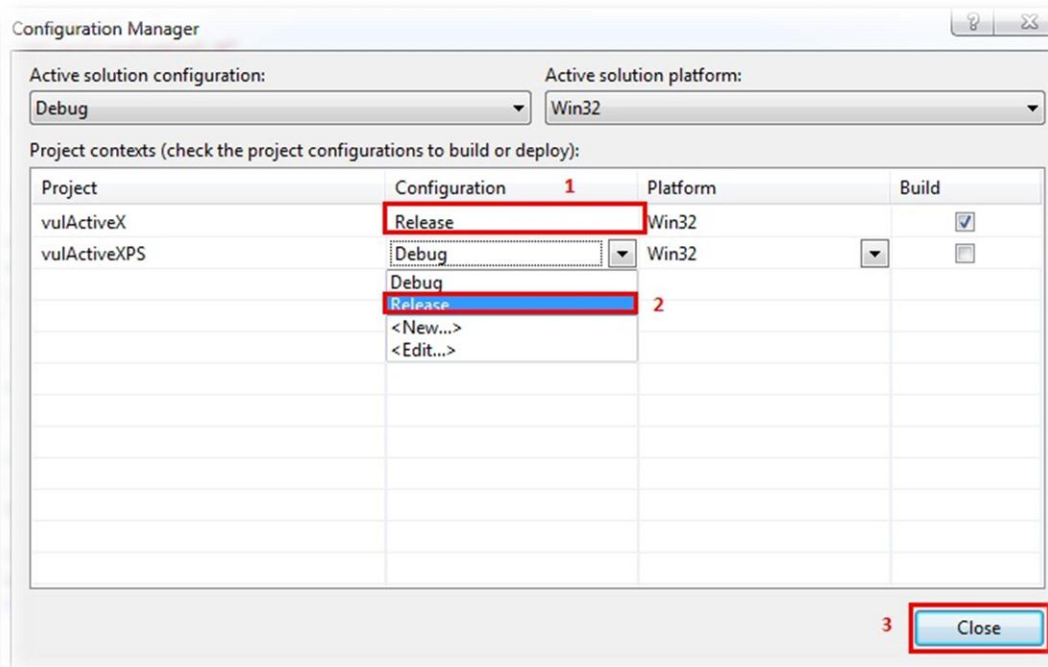 Configuration Manager
Active solution configuration: Active solution platform:
Debug Win32
Project contexts (check the project configurations to build or deploy):
Project Configuration 1 Platform Build
vulActiveX Release Win32
vulActiveXPS Debug Win32
Debug
Release 2
<New...>
<Edit...>
3 Close